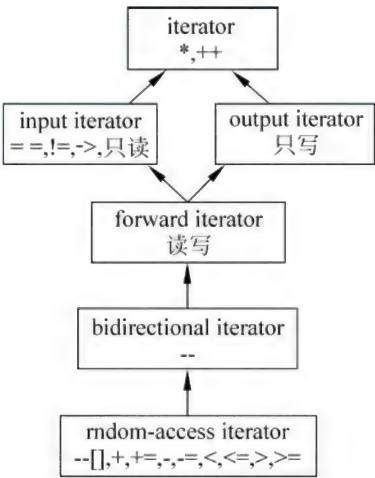 iterator
*,++
input iterator
= =,!=,->,只读
output iterator
只写
forward iterator
读写
bidirectional iterator
--
rndom-access iterator
--[],+,+=,-,-=,<,<=,>,>=